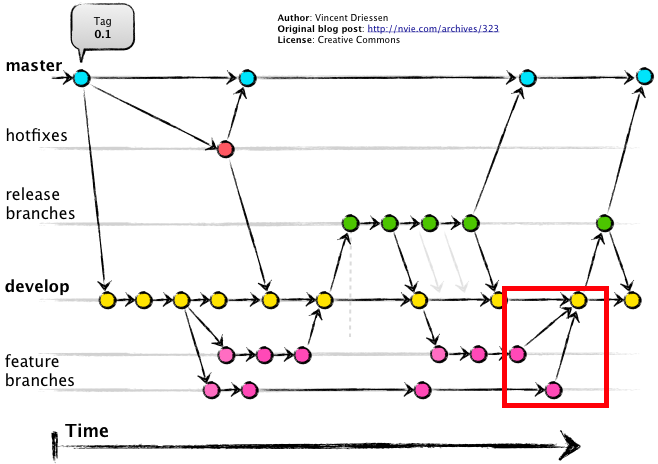 Tag
0.1
Author: Vincent Driessen
Original blog post: http://nvie.com/archives/323
License: Creative Commons
master
hotfixes
release
branches
develop
feature
branches
Time